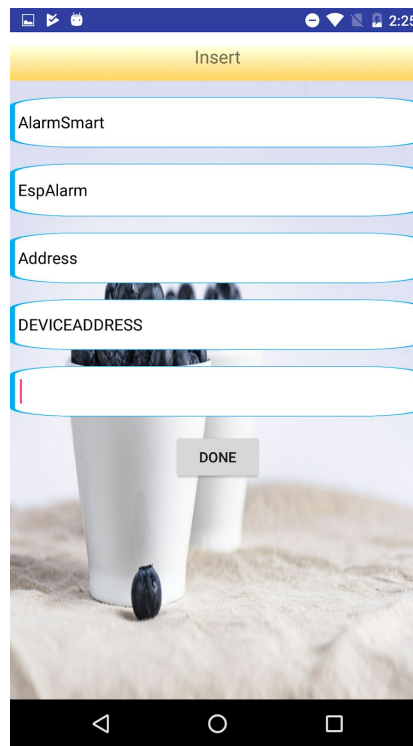 2:25
Insert
AlarmSmart
EspAlarm
Address
DEVICEADDRESS
DONE